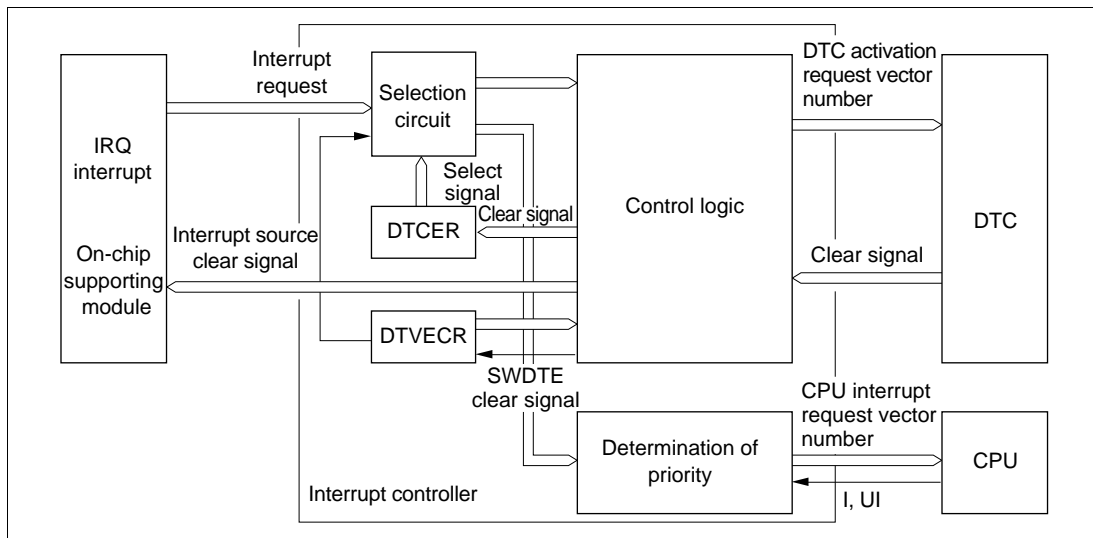 Interrupt
request
IRQ
interrupt
On-chip
supporting
module
Interrupt source
clear signal
Selection
circuit
Select
signal
DTCER
Clear signal
DTVECR
SWDTE
clear signal
Control logic
DTC activation
request vector
number
DTC
Clear signal
CPU interrupt
request vector
number
Determination of
priority
CPU
I, UI
Interrupt controller